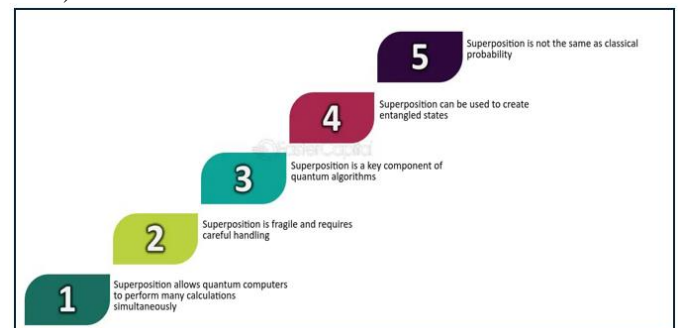 5
Superposition is not the same as classical
probability
4
Superposition can be used to create
entangled states
3
Superposition is a key component of
quantum algorithms
2
Superposition is fragile and requires
careful handling
1
Superposition allows quantum computers
to perform many calculations
simultaneously